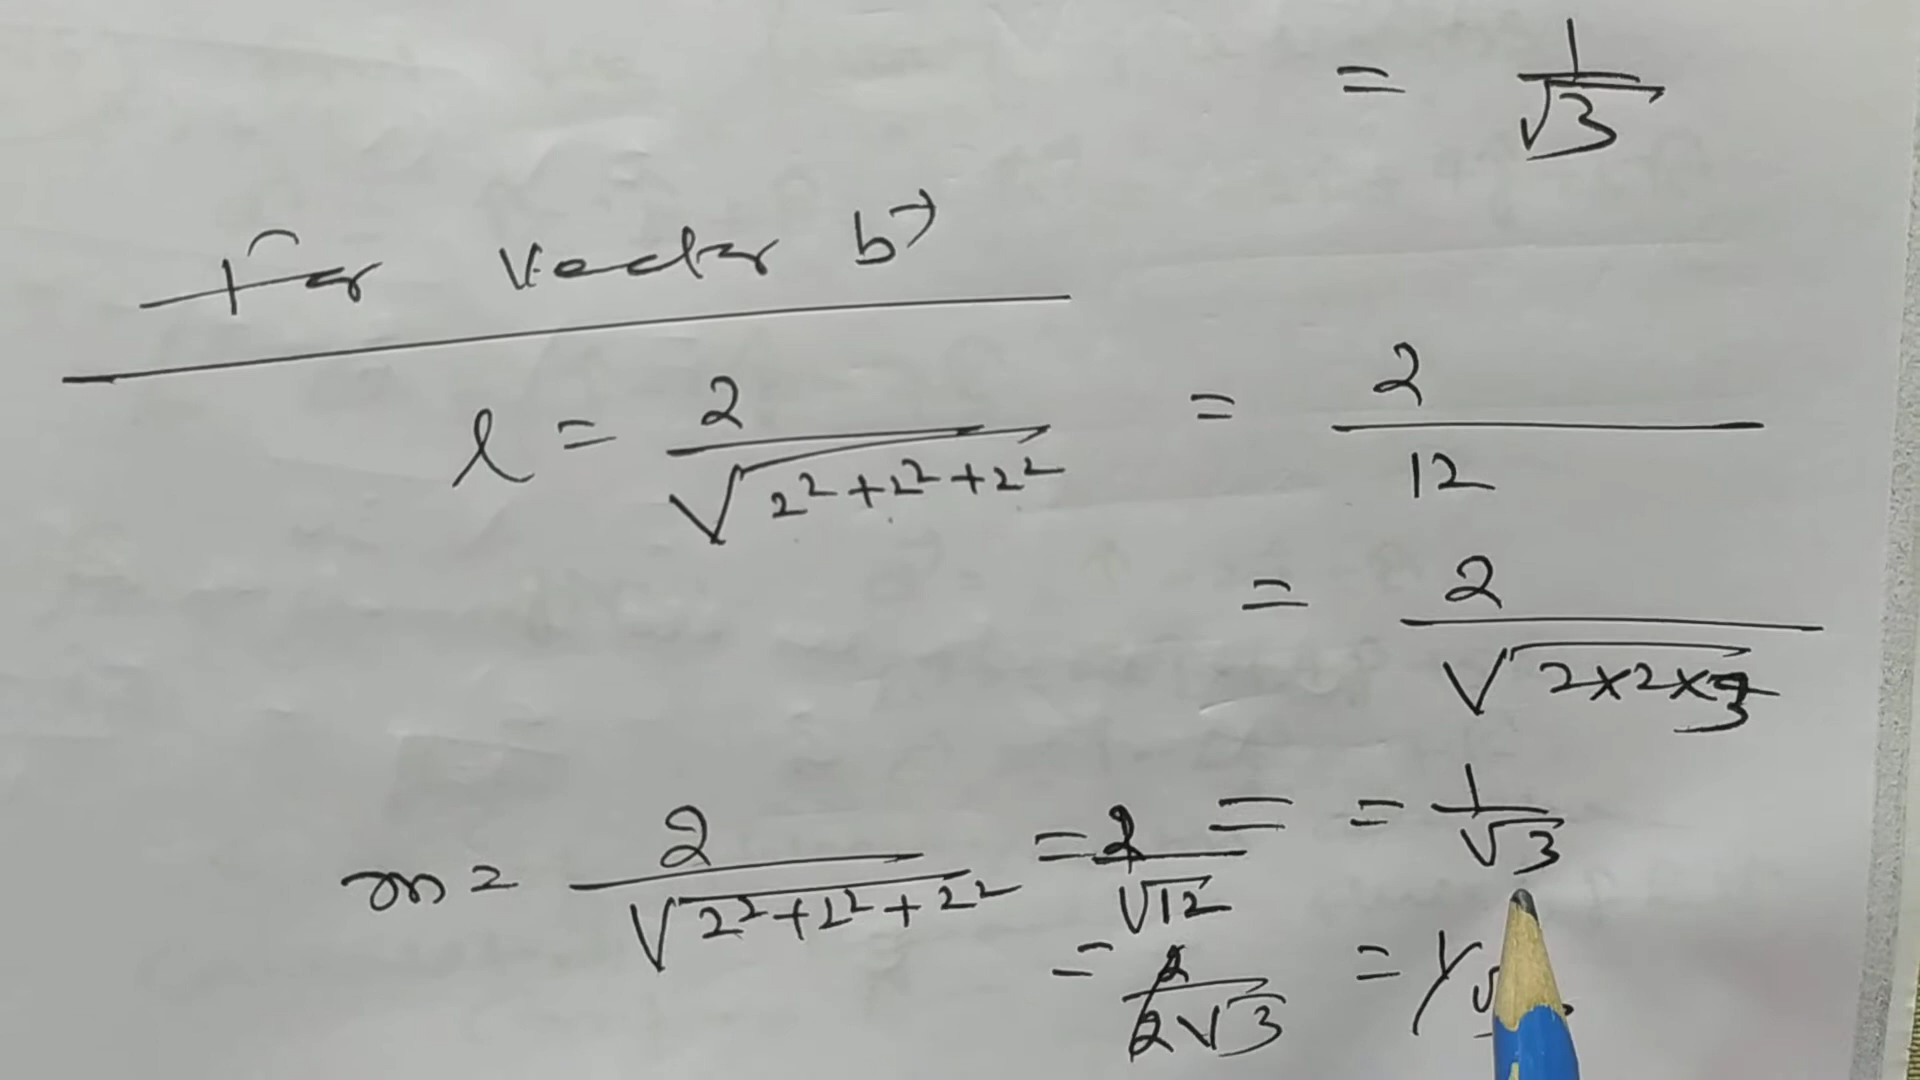 = 1/√3
For vector b→
l = 2/√(2²+2²+2²) = 2/12
= 2/√(2×2×3)
= = 1/√3
m = 2/√(2²+2²+2²) = 2/√12
= 2/2√3 = 1/√